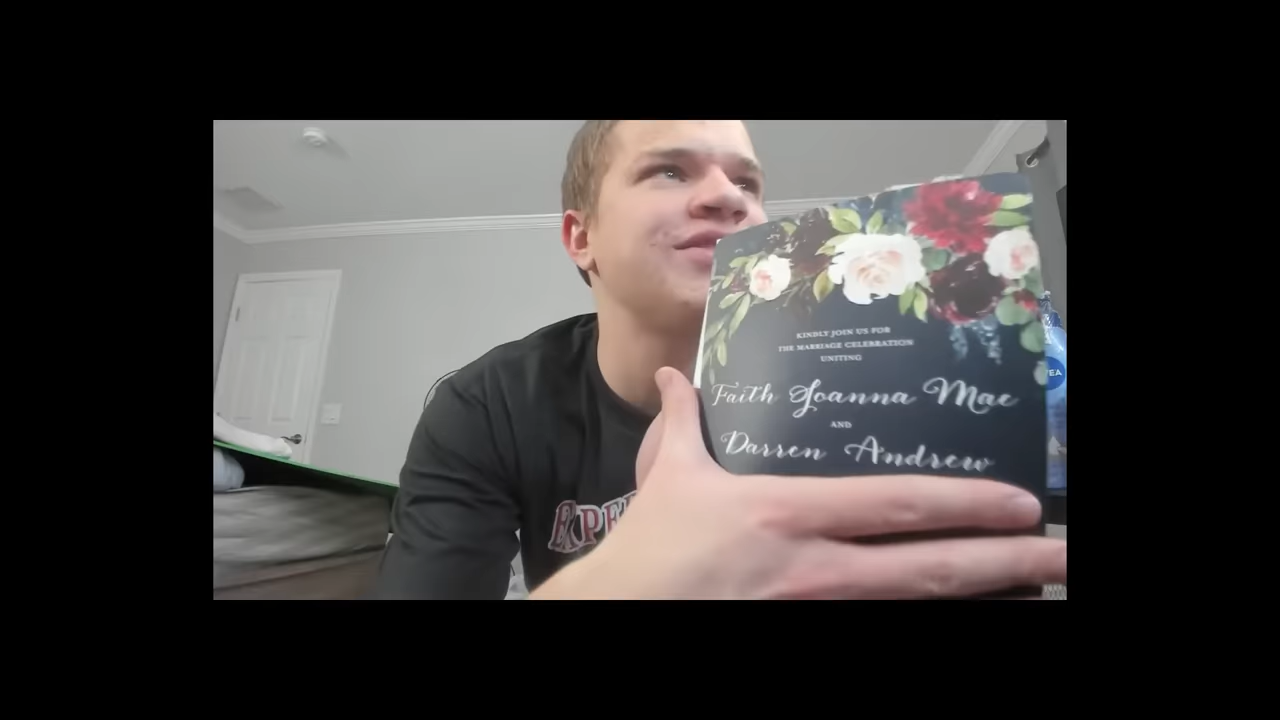 KINDLY JOIN US FOR
THE MARRIAGE CELEBRATION
UNITING
Faith Joanna Mae
AND
Darren Andrew